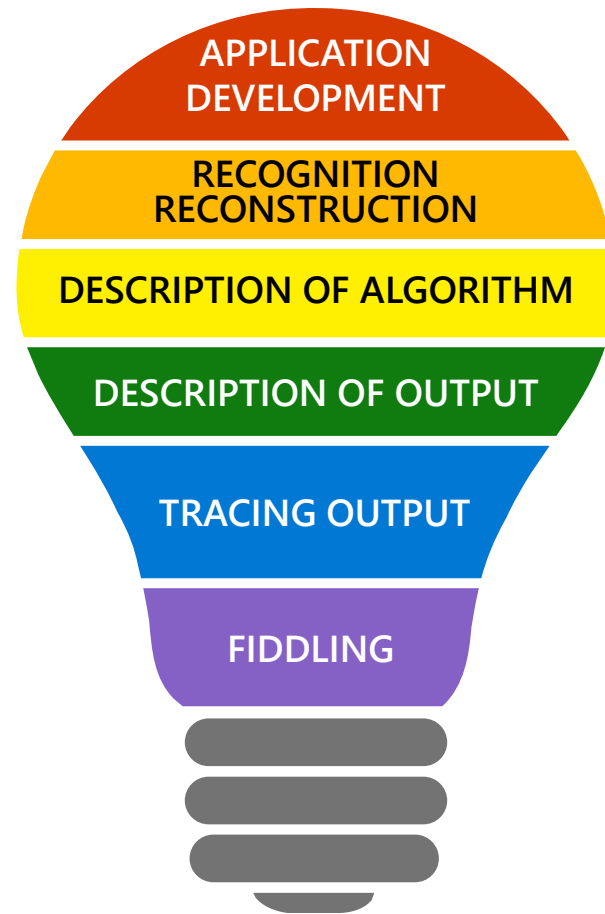 APPLICATION
DEVELOPMENT
RECOGNITION
RECONSTRUCTION
DESCRIPTION OF ALGORITHM
DESCRIPTION OF OUTPUT
TRACING OUTPUT
FIDDLING